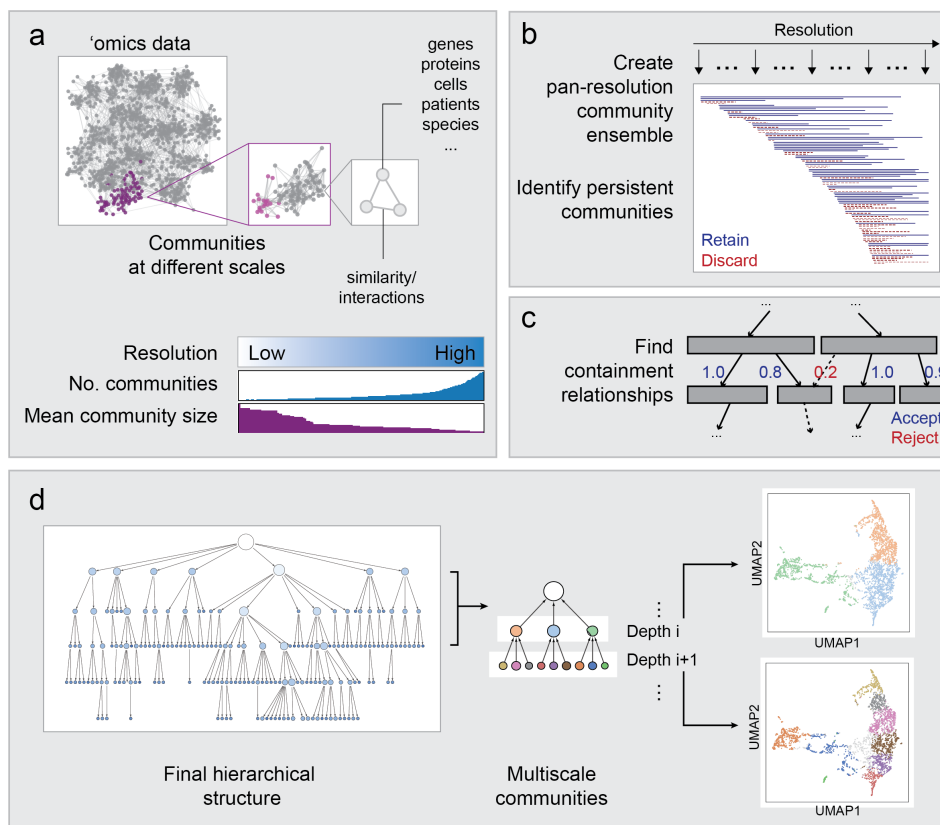 a
‘omics data
genes
proteins
cells
patients
species
...
Communities
at different scales
similarity/
interactions
Resolution
Low
High
No. communities
Mean community size
b
Resolution
... ... ... ...
Create
pan-resolution
community
ensemble
Identify persistent
communities
Retain
Discard
c
... ...
Find
containment
relationships
1.0 0.8 0.2 1.0 0.9
... ...
Accept
Reject
d
Final hierarchical
structure
Multiscale
communities
...
Depth i
Depth i+1
...
UMAP2
UMAP1
UMAP2
UMAP1